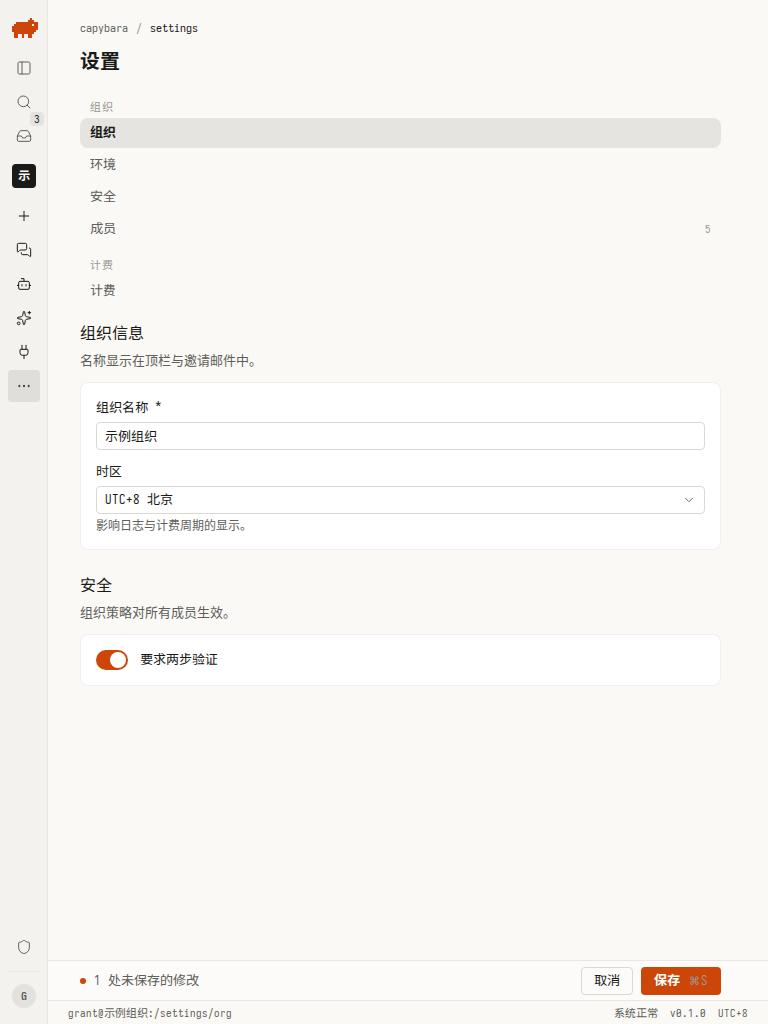 capybara / settings
设置
3
示
组织
组织
环境
安全
成员 5
计费
计费
组织信息
名称显示在顶栏与邀请邮件中。
组织名称 *
示例组织
时区
UTC+8 北京
影响日志与计费周期的显示。
安全
组织策略对所有成员生效。
要求两步验证
1 处未保存的修改
取消
保存 ⌘S
G
grant@示例组织:/settings/org
系统正常 v0.1.0 UTC+8